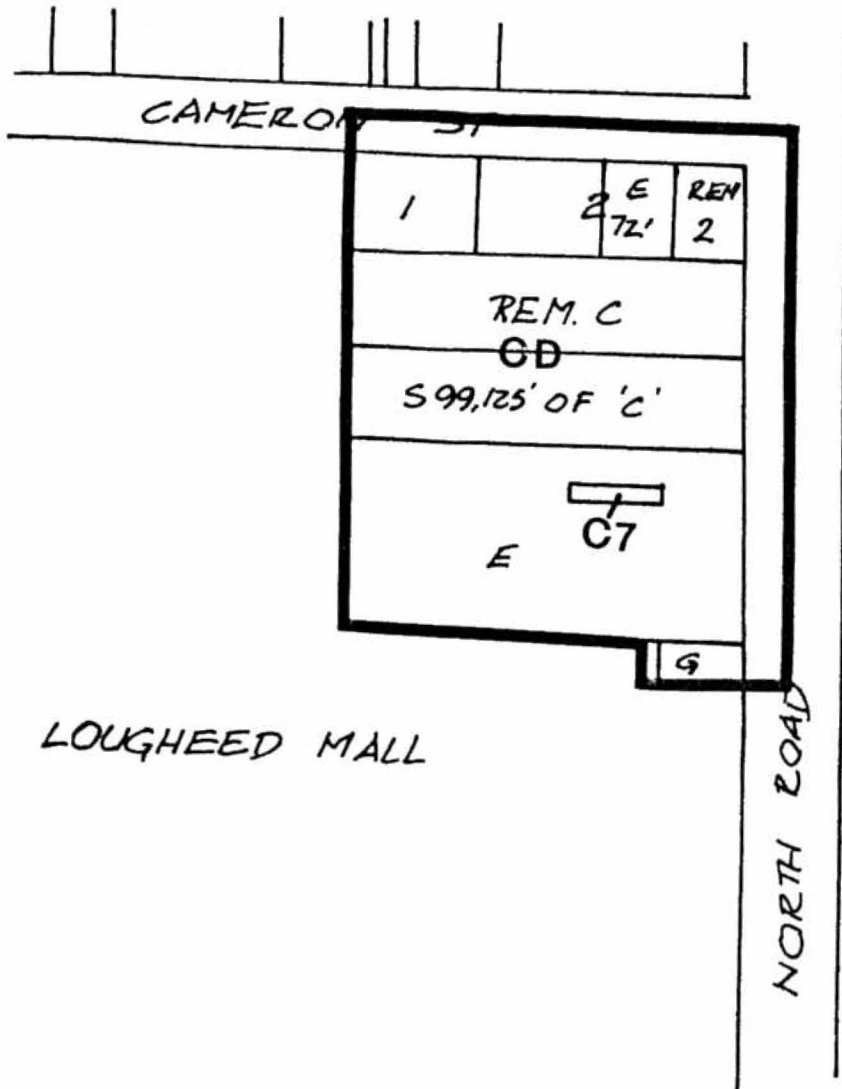 CAMERON ST
1
2
E
72'
REM
2
REM. C
CD
S 99,125' OF 'C'
C7
E
G
LOUGHEED MALL
NORTH ROAD